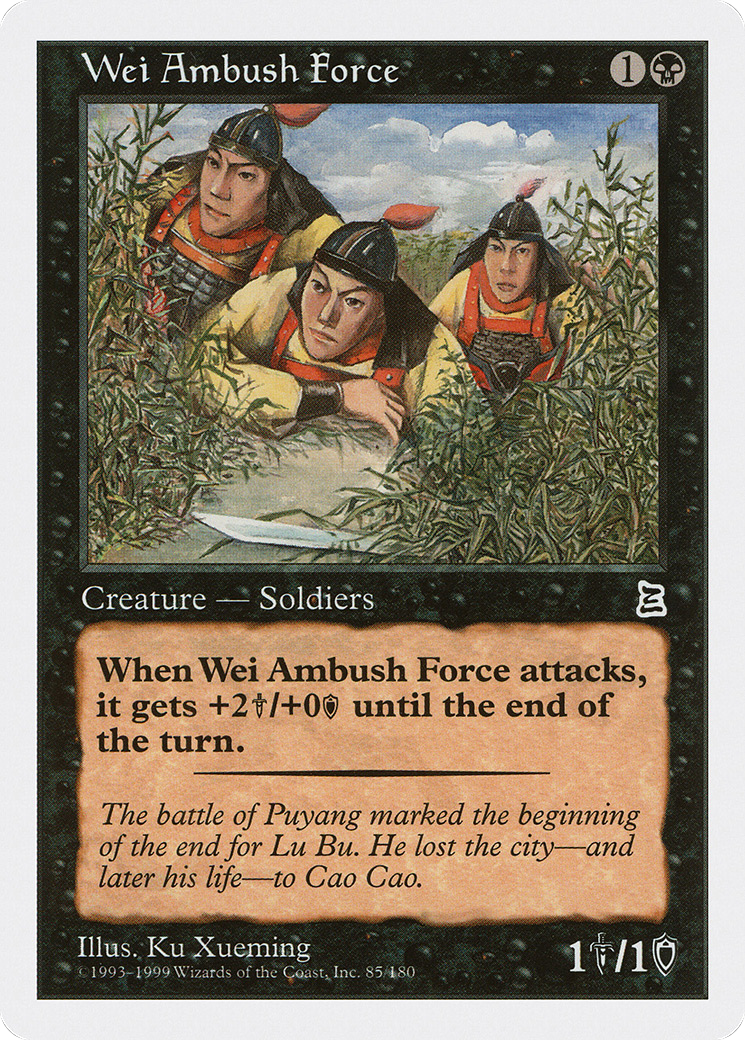 Wei Ambush Force 1
Creature — Soldiers
When Wei Ambush Force attacks,
it gets +2/+0 until the end of
the turn.
The battle of Puyang marked the beginning
of the end for Lu Bu. He lost the city—and
later his life—to Cao Cao.
Illus. Ku Xueming
©1993–1999 Wizards of the Coast, Inc. 85/180
1/1